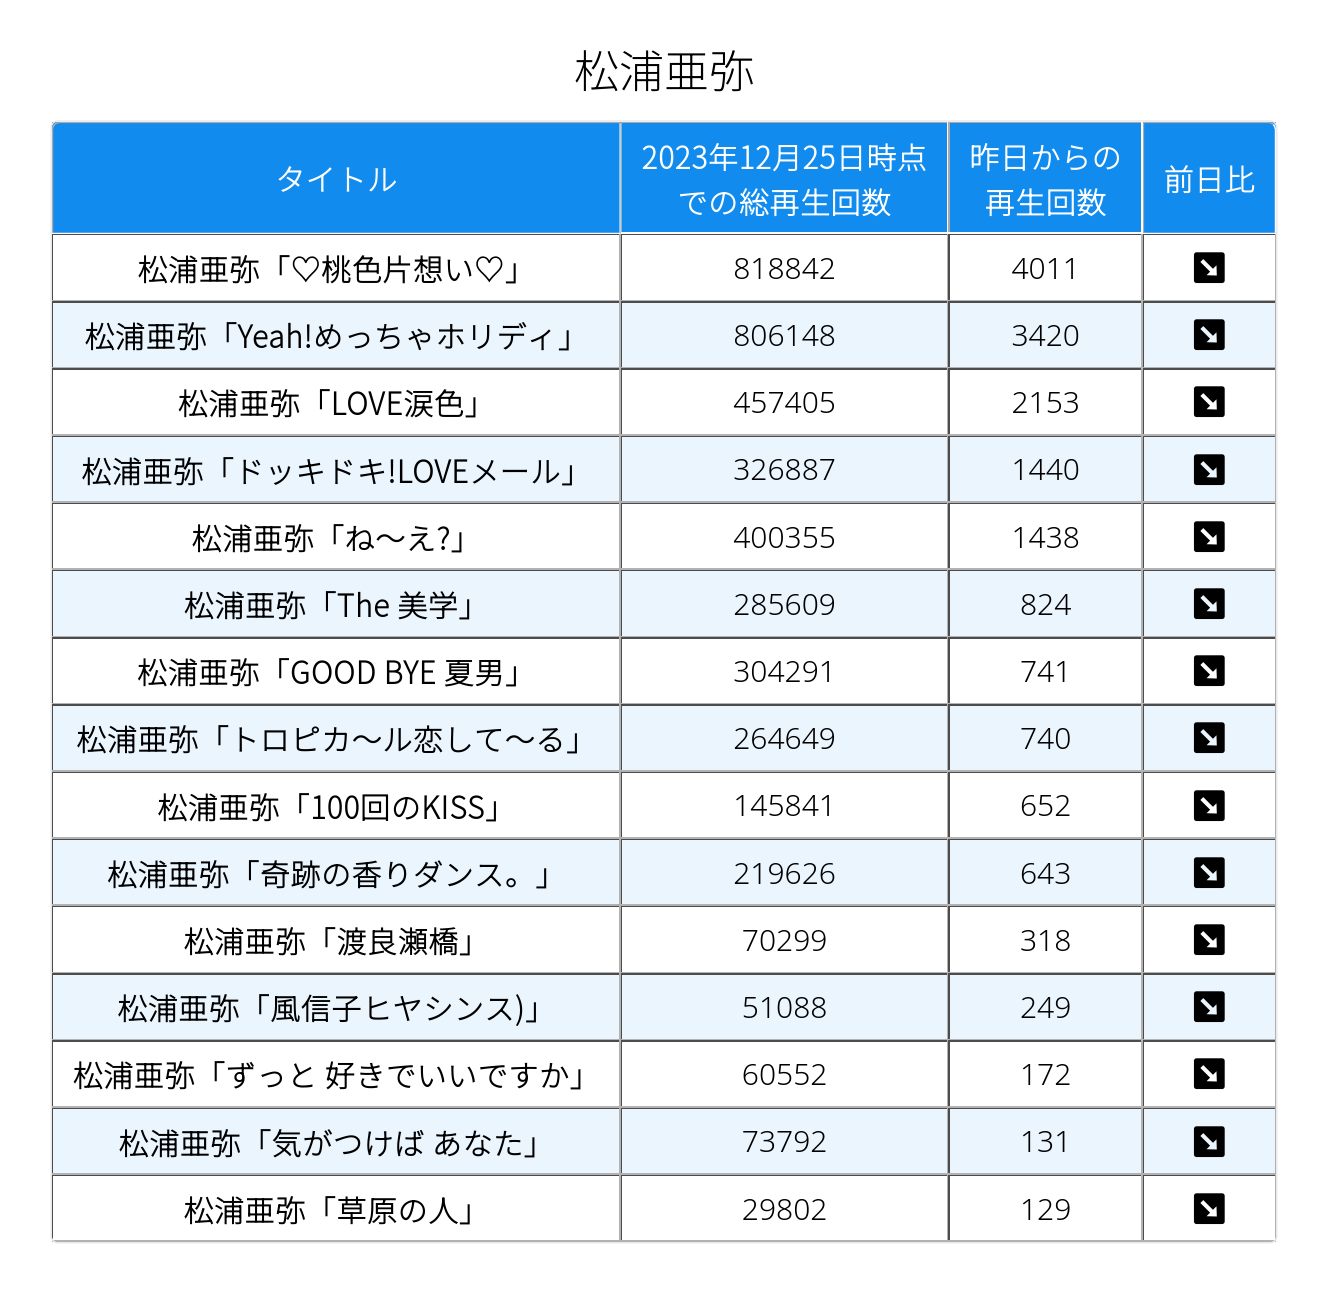 松浦亜弥
タイトル
2023年12月25日時点
での総再生回数
昨日からの
再生回数
前日比
松浦亜弥「♡桃色片想い♡」 818842 4011 ↘
松浦亜弥「Yeah!めっちゃホリディ」 806148 3420 ↘
松浦亜弥「LOVE涙色」 457405 2153 ↘
松浦亜弥「ドッキドキ!LOVEメール」 326887 1440 ↘
松浦亜弥「ね〜え?」 400355 1438 ↘
松浦亜弥「The 美学」 285609 824 ↘
松浦亜弥「GOOD BYE 夏男」 304291 741 ↘
松浦亜弥「トロピカ〜ル恋して〜る」 264649 740 ↘
松浦亜弥「100回のKISS」 145841 652 ↘
松浦亜弥「奇跡の香りダンス。」 219626 643 ↘
松浦亜弥「渡良瀬橋」 70299 318 ↘
松浦亜弥「風信子ヒヤシンス)」 51088 249 ↘
松浦亜弥「ずっと 好きでいいですか」 60552 172 ↘
松浦亜弥「気がつけば あなた」 73792 131 ↘
松浦亜弥「草原の人」 29802 129 ↘